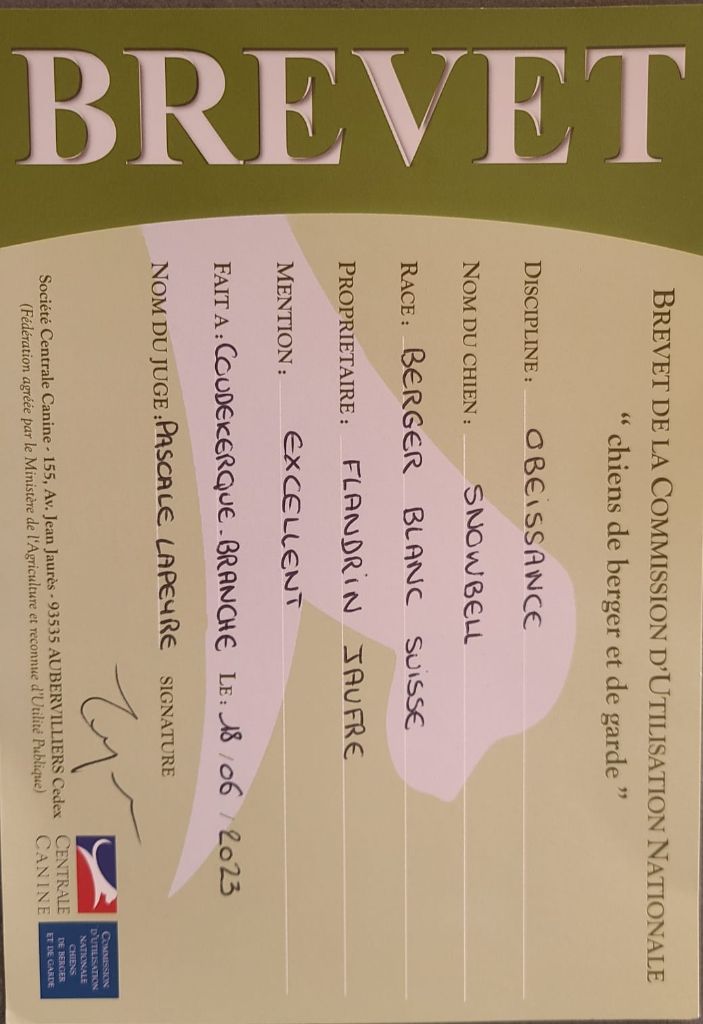 BREVET
BREVET DE LA COMMISSION D'UTILISATION NATIONALE
“ chiens de berger et de garde ”
DISCIPLINE : OBEISSANCE
NOM DU CHIEN : SNOWBELL
RACE : BERGER BLANC SUISSE
PROPRIETAIRE : FLANDRIN JAUFRE
MENTION : EXCELLENT
FAIT A : COUDEKERQUE-BRANCHE LE : 18 / 06 / 2023
NOM DU JUGE : PASCALE LAPEYRE SIGNATURE
Société Centrale Canine - 155, Av. Jean Jaurès - 93535 AUBERVILLIERS Cedex
(Fédération agréée par le Ministère de l'Agriculture et reconnue d'Utilité Publique)
CENTRALE
CANINE
COMMISSION
D'UTILISATION
NATIONALE
CHIENS
DE BERGER
ET DE GARDE